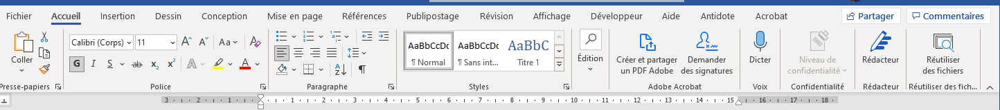 Fichier Accueil Insertion Dessin Conception Mise en page Références Publipostage Révision Affichage Développeur Aide Antidote Acrobat Partager Commentaires
Coller
Presse-papiers
Calibri (Corps) 11 A A Aa A
G I S ab x₂ x² A A
Police
Paragraphe
AaBbCcDc AaBbCcDc AaBbC
¶ Normal ¶ Sans int... Titre 1
Styles
Édition
Créer et partager
un PDF Adobe
Demander
des signatures
Adobe Acrobat
Dicter
Voix
Niveau de
confidentialité
Confidentialité
Rédacteur
Rédacteur
Réutiliser
des fichiers
Réutiliser des fich...
3 2 1 1 2 3 4 5 6 7 8 9 10 11 12 13 14 15 16 17 18